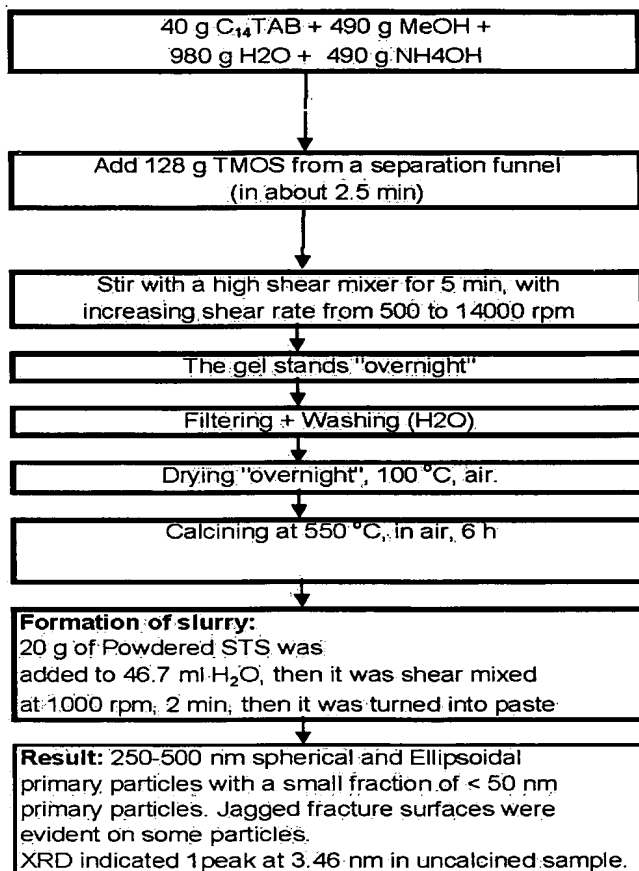 40 g C₁₄TAB + 490 g MeOH +
980 g H2O + 490 g NH4OH
Add 128 g TMOS from a separation funnel
(in about 2.5 min)
Stir with a high shear mixer for 5 min, with
increasing shear rate from 500 to 14000 rpm
The gel stands "overnight"
Filtering + Washing (H2O)
Drying "overnight", 100 °C, air.
Calcining at 550 °C, in air, 6 h
Formation of slurry:
20 g of Powdered STS was
added to 46.7 ml H₂O, then it was shear mixed
at 1000 rpm, 2 min, then it was turned into paste
Result: 250-500 nm spherical and Ellipsoidal
primary particles with a small fraction of < 50 nm
primary particles. Jagged fracture surfaces were
evident on some particles.
XRD indicated 1 peak at 3.46 nm in uncalcined sample.